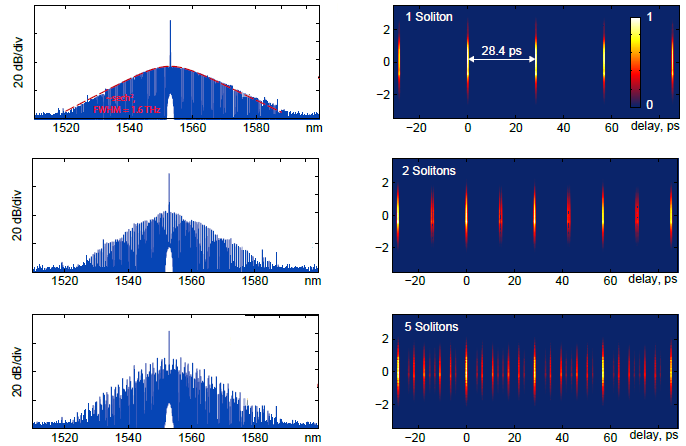 20 dB/div
~sech²,
FWHM = 1.6 THz
1520 1540 1560 1580 nm
1 Soliton
1
0
28.4 ps
2
0
−2
−20 0 20 40 60 delay, ps
20 dB/div
1520 1540 1560 1580 nm
2 Solitons
2
0
−2
−20 0 20 40 60 delay, ps
20 dB/div
1520 1540 1560 1580 nm
5 Solitons
2
0
−2
−20 0 20 40 60 delay, ps